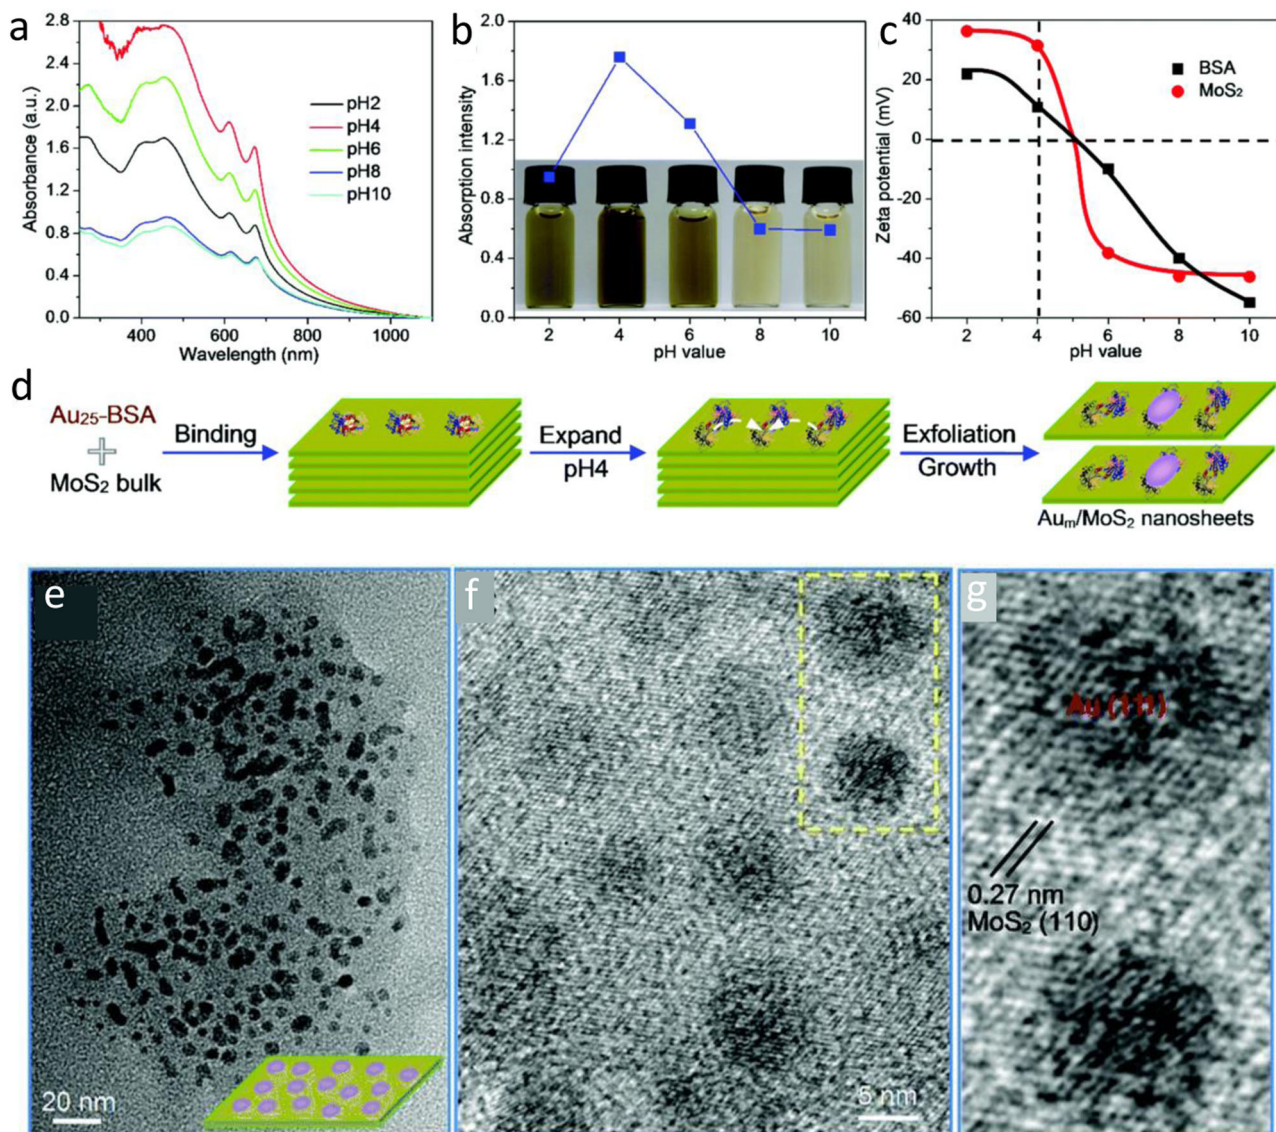 a
2.8
2.4
2.0
1.6
1.2
0.8
0.4
0.0
Absorbance (a.u.)
pH2
pH4
pH6
pH8
pH10
400 600 800 1000
Wavelength (nm)
b
2.0
1.6
1.2
0.8
0.4
0.0
Absorption intensity
2 4 6 8 10
pH value
c
40
20
0
-20
-40
-60
Zeta potential (mV)
BSA
MoS₂
2 4 6 8 10
pH value
d
Au₂₅-BSA
MoS₂ bulk
Binding
Expand
pH4
Exfoliation
Growth
Auₘ/MoS₂ nanosheets
e
20 nm
f
5 nm
g
Au (111)
0.27 nm
MoS₂ (110)